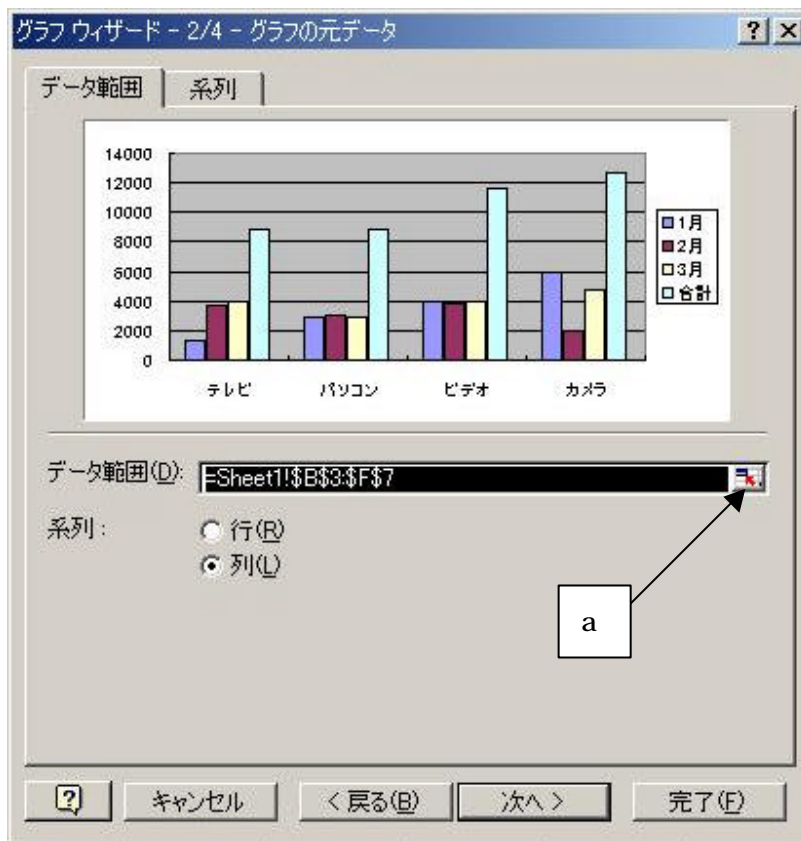 グラフ ウィザード - 2/4 - グラフの元データ
データ範囲 系列
14000
12000
10000
8000
6000
4000
2000
0
テレビ パソコン ビデオ カメラ
1月
2月
3月
合計
データ範囲(D): =Sheet1!$B$3:$F$7
系列: 行(R)
列(L)
a
キャンセル < 戻る(B) 次へ > 完了(F)